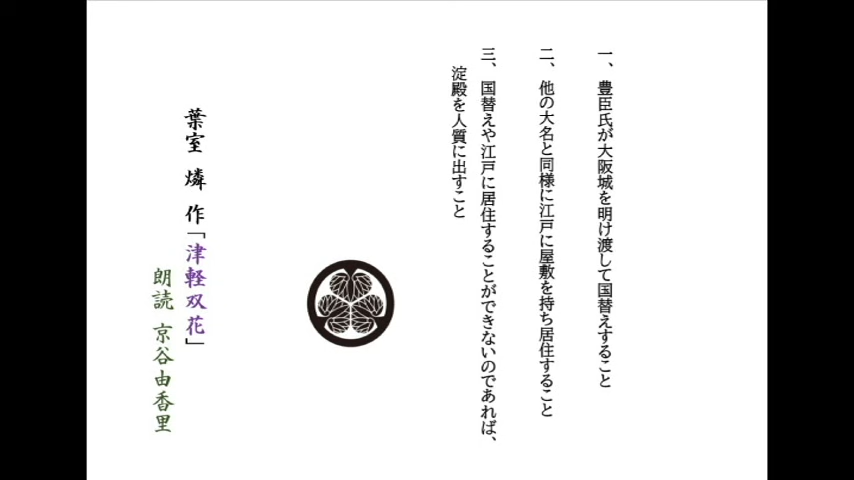 一、豊臣氏が大阪城を明け渡して国替えすること
二、他の大名と同様に江戸に屋敷を持ち居住すること
三、国替えや江戸に居住することができないのであれば、
淀殿を人質に出すこと
葉室 燐 作「津軽双花」
朗読 京谷由香里